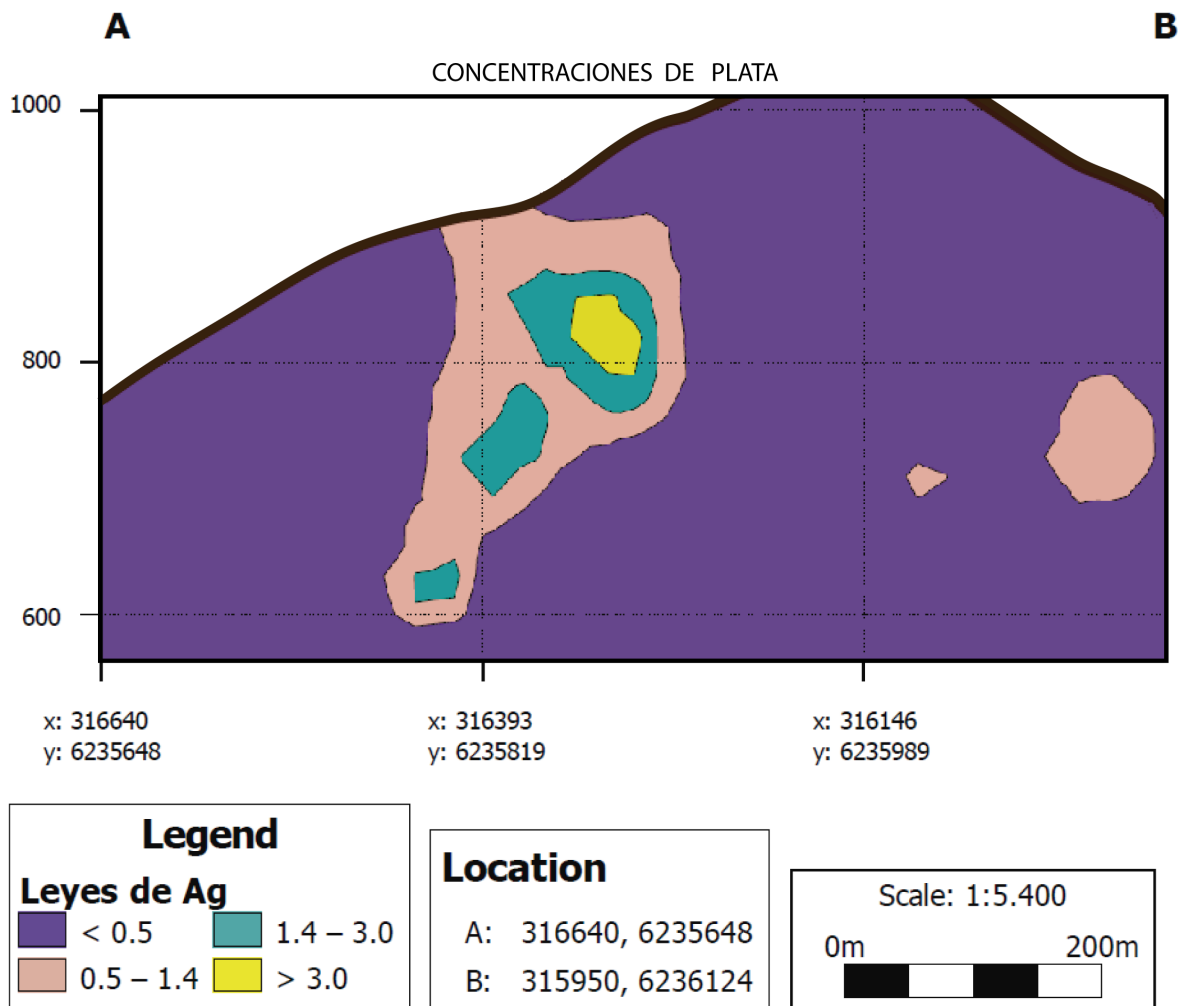 A B
CONCENTRACIONES DE PLATA
1000
800
600
x: 316640
y: 6235648
x: 316393
y: 6235819
x: 316146
y: 6235989
Legend
Leyes de Ag
< 0.5
1.4 – 3.0
0.5 – 1.4
> 3.0
Location
A: 316640, 6235648
B: 315950, 6236124
Scale: 1:5.400
0m 200m